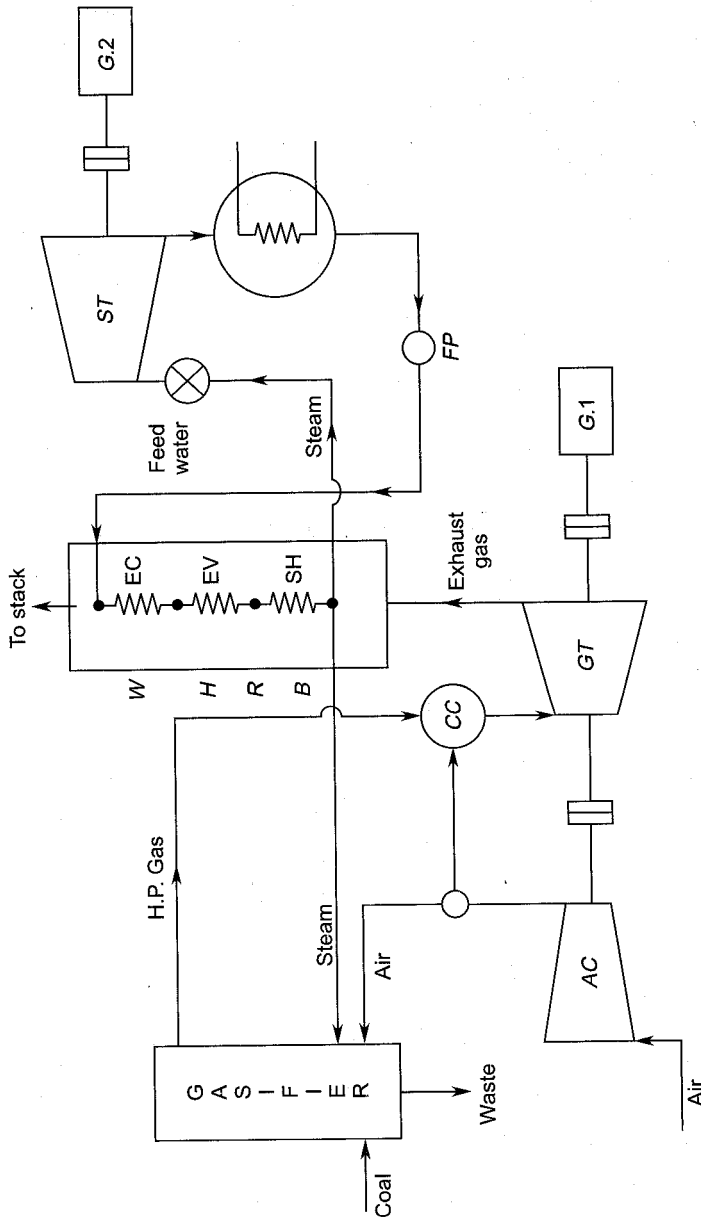 To stack
W
H
R
B
EC
EV
SH
Feed
water
ST
G.2
Steam
FP
H.P. Gas
Steam
Air
GASIFIER
Coal
Waste
CC
Exhaust
gas
AC
GT
G.1
Air